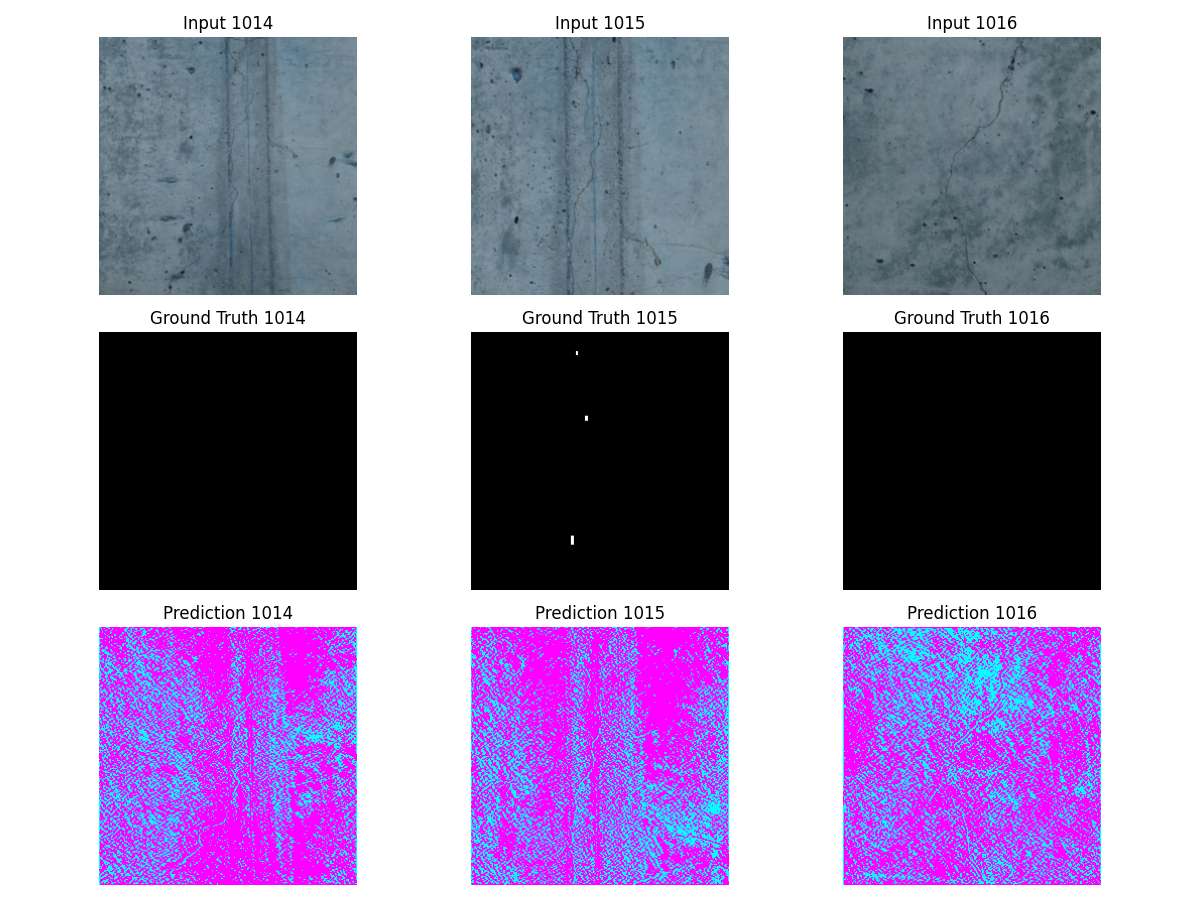 Input 1014
Input 1015
Input 1016
Ground Truth 1014
Ground Truth 1015
Ground Truth 1016
Prediction 1014
Prediction 1015
Prediction 1016